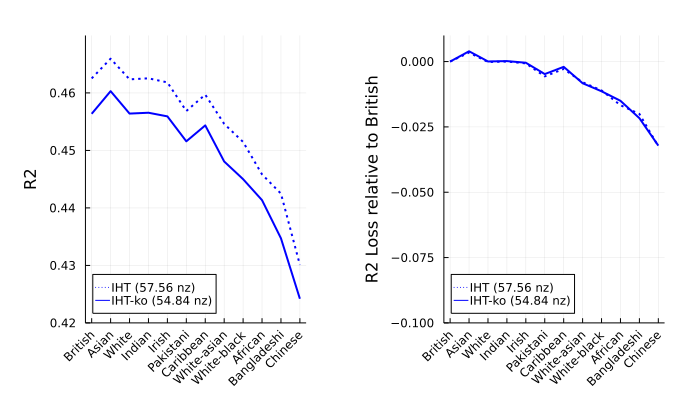 R2
0.46
0.45
0.44
0.43
0.42
IHT (57.56 nz)
IHT-ko (54.84 nz)
British
Asian
White
Indian
Irish
Pakistani
Caribbean
White-asian
White-black
African
Bangladeshi
Chinese
R2 Loss relative to British
0.000
−0.025
−0.050
−0.075
−0.100
IHT (57.56 nz)
IHT-ko (54.84 nz)
British
Asian
White
Indian
Irish
Pakistani
Caribbean
White-asian
White-black
African
Bangladeshi
Chinese